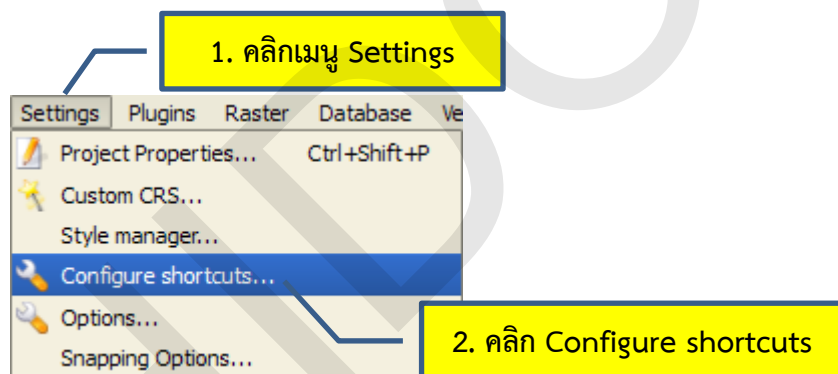 1. คลิกเมนู Settings
Settings Plugins Raster Database Ve
Project Properties... Ctrl+Shift+P
Custom CRS...
Style manager...
Configure shortcuts...
Options...
2. คลิก Configure shortcuts
Snapping Options...